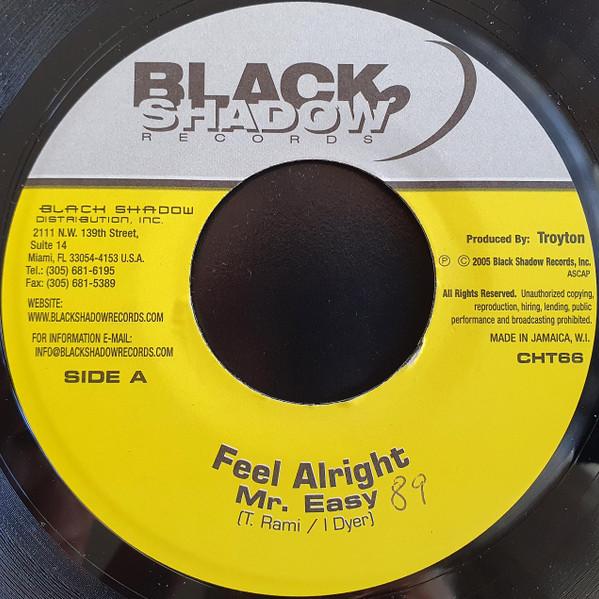 BLACK
SHADOW
RECORDS
BLACK SHADOW
DISTRIBUTION, INC.
2111 N.W. 139th Street,
Suite 14
Miami, FL 33054-4153 U.S.A.
Tel.: (305) 681-6195
Fax: (305) 681-5389
WEBSITE:
WWW.BLACKSHADOWRECORDS.COM
FOR INFORMATION E-MAIL:
INFO@BLACKSHADOWRECORDS.COM
SIDE A
Produced By: Troyton
Ⓟ © 2005 Black Shadow Records, Inc.
ASCAP
All Rights Reserved. Unauthorized copying,
reproduction, hiring, lending, public
performance and broadcasting prohibited.
MADE IN JAMAICA, W.I.
CHT66
Feel Alright
Mr. Easy 89
(T. Rami / I Dyer)